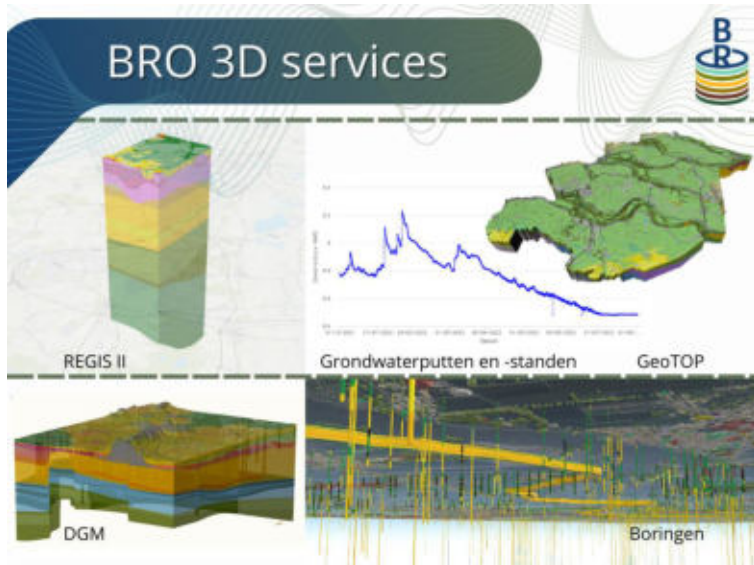 BRO 3D services
B
R
REGIS II
Grondwaterputten en -standen
GeoTOP
DGM
Boringen